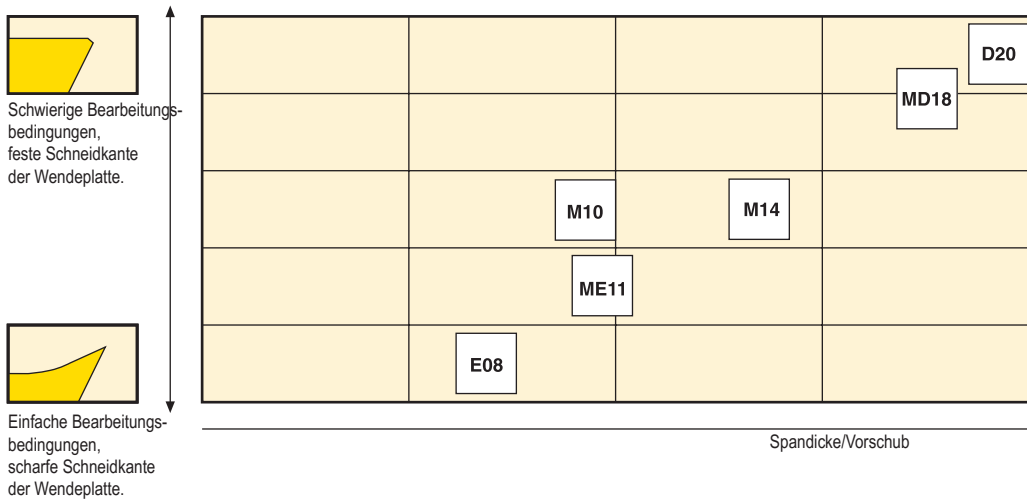 Schwierige Bearbeitungs-
bedingungen,
feste Schneidkante
der Wendeplatte.
D20
MD18
M10
M14
ME11
E08
Einfache Bearbeitungs-
bedingungen,
scharfe Schneidkante
der Wendeplatte.
Spandicke/Vorschub